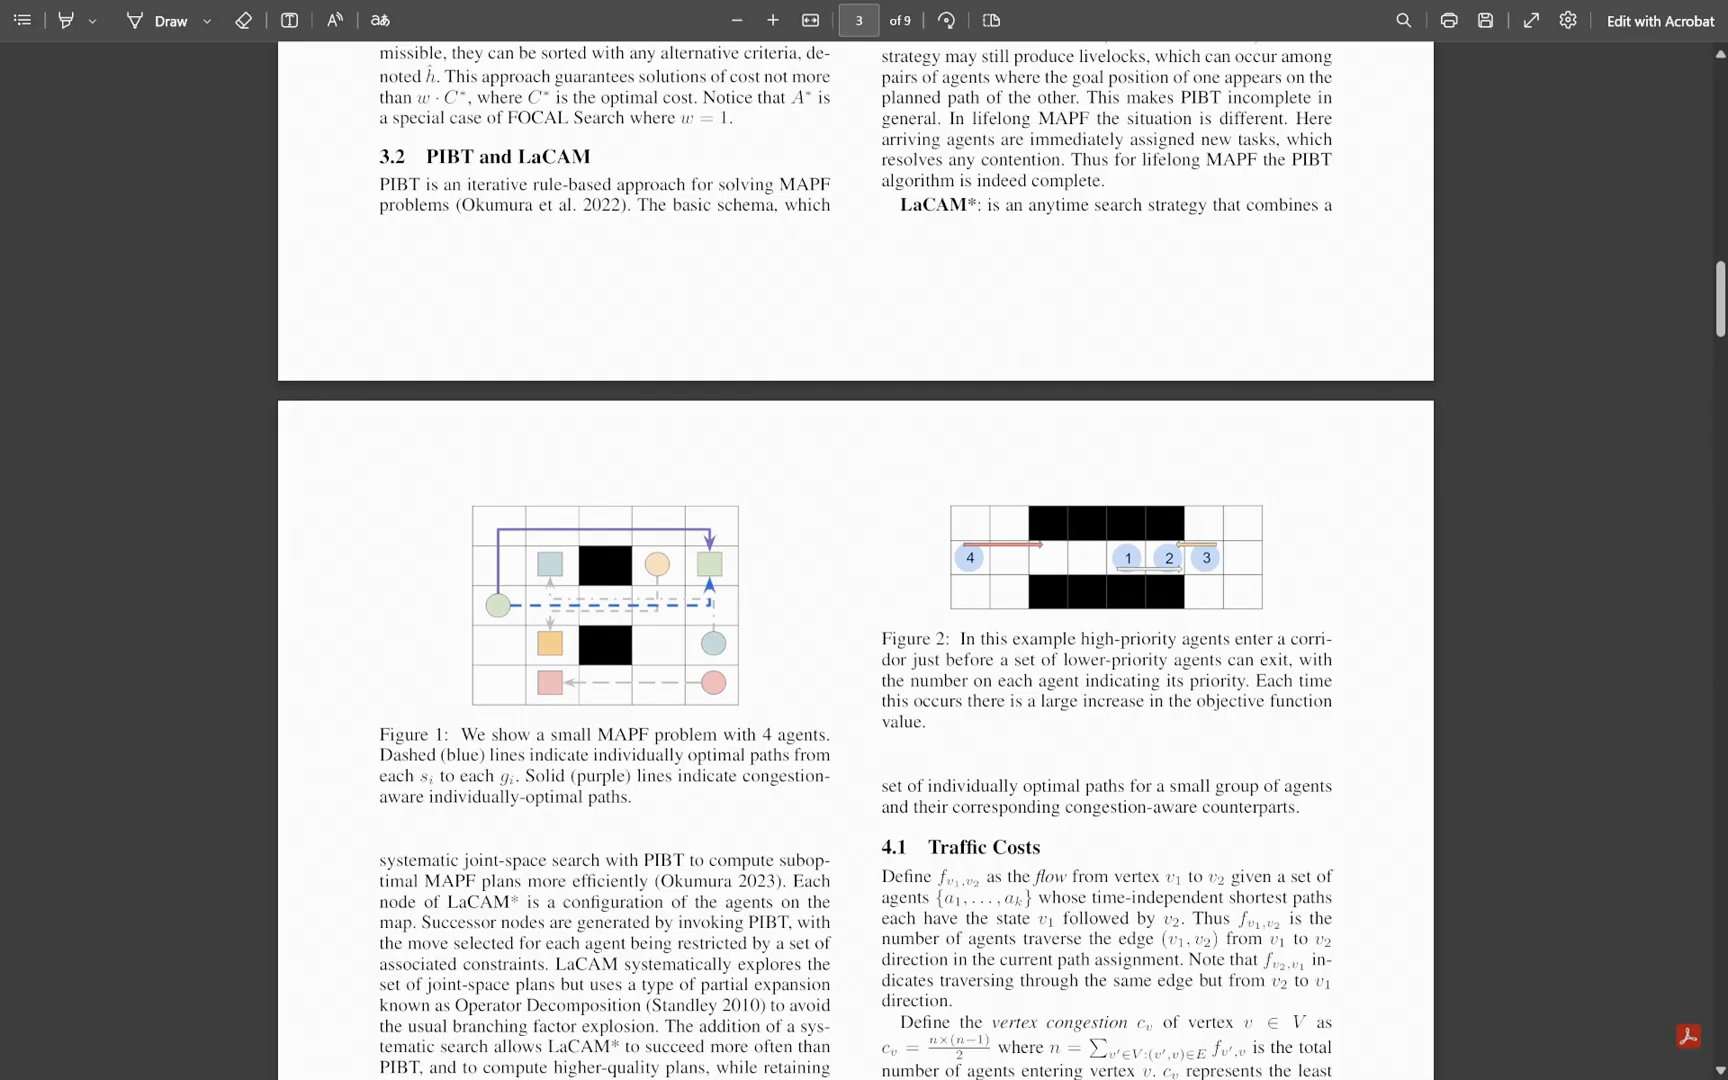 Draw
aあ
3
of 9
Edit with Acrobat
missible, they can be sorted with any alternative criteria, de-
noted ĥ. This approach guarantees solutions of cost not more
than w · C*, where C* is the optimal cost. Notice that A* is
a special case of FOCAL Search where w = 1.
3.2 PIBT and LaCAM
PIBT is an iterative rule-based approach for solving MAPF
problems (Okumura et al. 2022). The basic schema, which
strategy may still produce livelocks, which can occur among
pairs of agents where the goal position of one appears on the
planned path of the other. This makes PIBT incomplete in
general. In lifelong MAPF the situation is different. Here
arriving agents are immediately assigned new tasks, which
resolves any contention. Thus for lifelong MAPF the PIBT
algorithm is indeed complete.
LaCAM*: is an anytime search strategy that combines a
Figure 1: We show a small MAPF problem with 4 agents.
Dashed (blue) lines indicate individually optimal paths from
each sᵢ to each gᵢ. Solid (purple) lines indicate congestion-
aware individually-optimal paths.
systematic joint-space search with PIBT to compute subop-
timal MAPF plans more efficiently (Okumura 2023). Each
node of LaCAM* is a configuration of the agents on the
map. Successor nodes are generated by invoking PIBT, with
the move selected for each agent being restricted by a set of
associated constraints. LaCAM systematically explores the
set of joint-space plans but uses a type of partial expansion
known as Operator Decomposition (Standley 2010) to avoid
the usual branching factor explosion. The addition of a sys-
tematic search allows LaCAM* to succeed more often than
PIBT, and to compute higher-quality plans, while retaining
4 1 2 3
Figure 2: In this example high-priority agents enter a corri-
dor just before a set of lower-priority agents can exit, with
the number on each agent indicating its priority. Each time
this occurs there is a large increase in the objective function
value.
set of individually optimal paths for a small group of agents
and their corresponding congestion-aware counterparts.
4.1 Traffic Costs
Define f_{v₁,v₂} as the flow from vertex v₁ to v₂ given a set of
agents {a₁, . . . , aₖ} whose time-independent shortest paths
each have the state v₁ followed by v₂. Thus f_{v₁,v₂} is the
number of agents traverse the edge (v₁, v₂) from v₁ to v₂
direction in the current path assignment. Note that f_{v₂,v₁} in-
dicates traversing through the same edge but from v₂ to v₁
direction.
Define the vertex congestion c_v of vertex v ∈ V as
c_v = n×(n−1)/2 where n = ∑_{v′∈V:(v′,v)∈E} f_{v′,v} is the total
number of agents entering vertex v. c_v represents the least